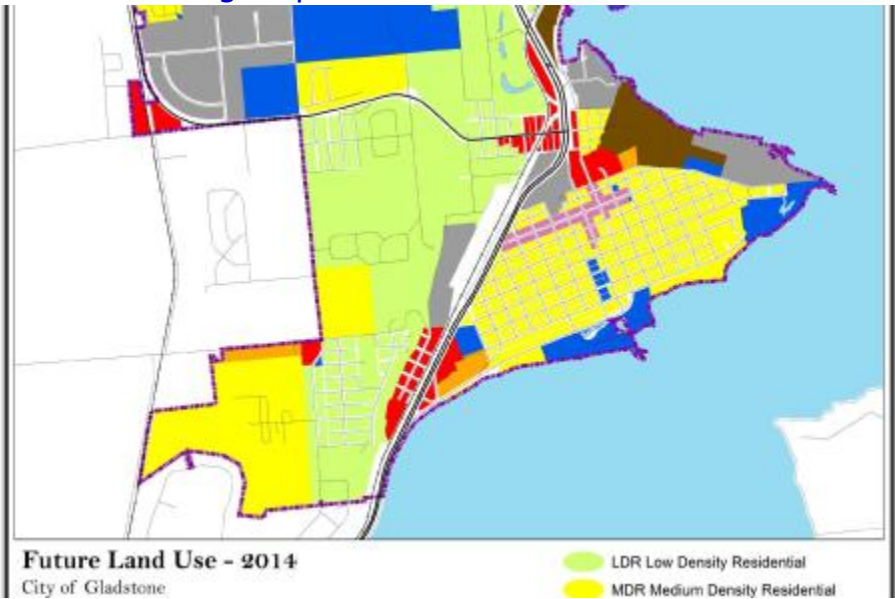 Future Land Use - 2014
City of Gladstone
LDR Low Density Residential
MDR Medium Density Residential